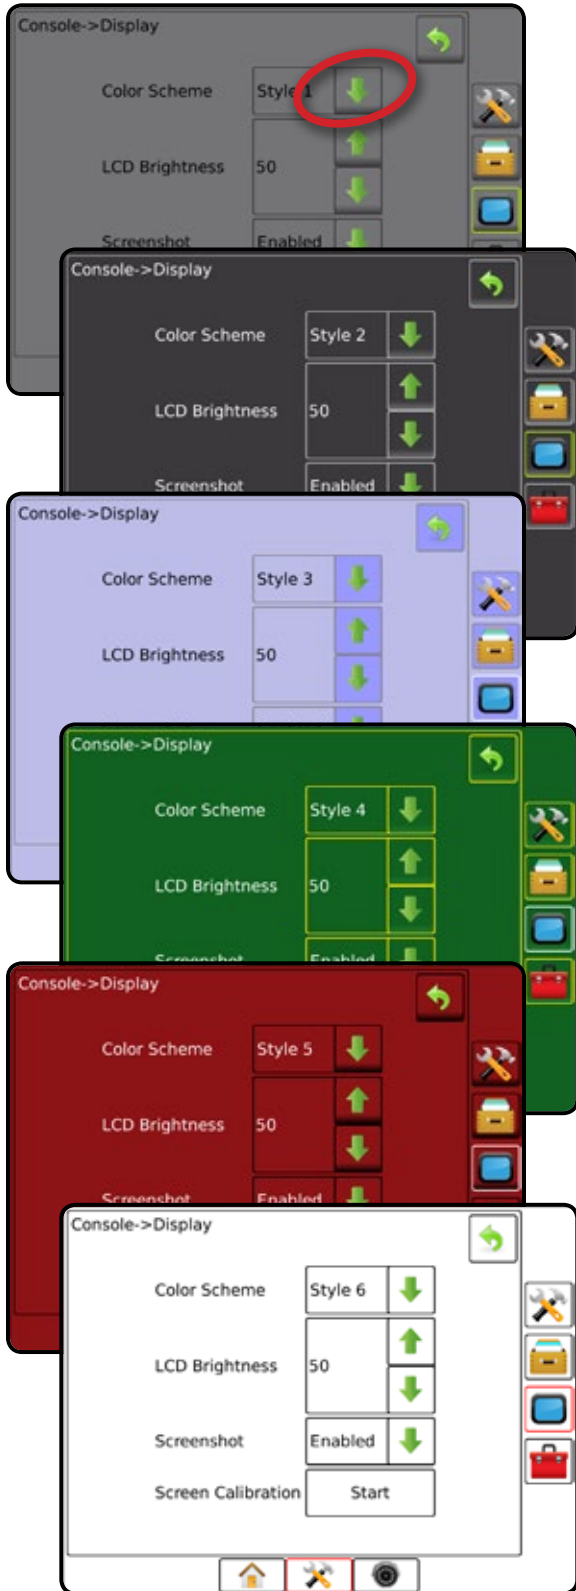 Console->Display
Color Scheme Style 1
LCD Brightness 50
Screenshot Enabled
Console->Display
Color Scheme Style 2
LCD Brightness 50
Screenshot Enabled
Console->Display
Color Scheme Style 3
LCD Brightness 50
Console->Display
Color Scheme Style 4
LCD Brightness 50
Screenshot Enabled
Console->Display
Color Scheme Style 5
LCD Brightness 50
Screenshot Enabled
Console->Display
Color Scheme Style 6
LCD Brightness 50
Screenshot Enabled
Screen Calibration Start